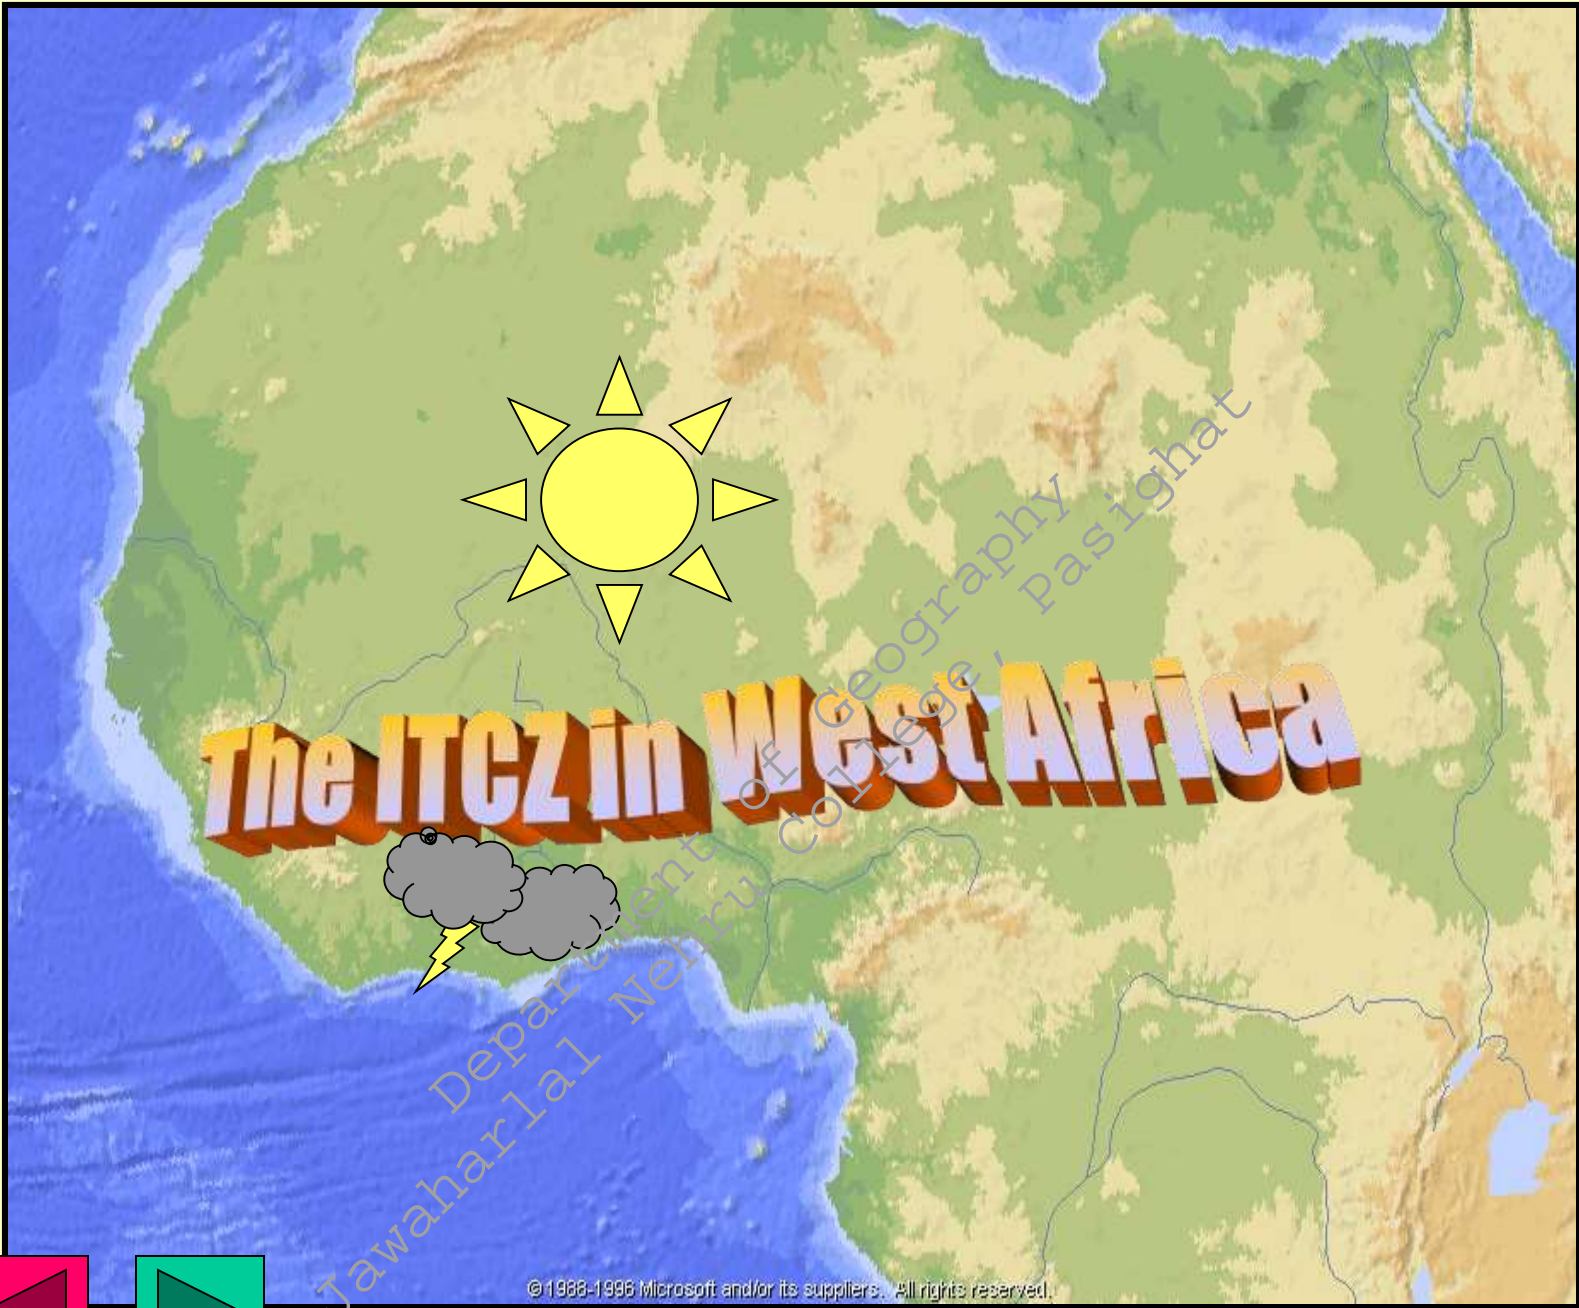 The ITCZ in West Africa
Department of Geography
Jawaharlal Nehru College, Pasighat
©1988-1996 Microsoft and/or its suppliers. All rights reserved.